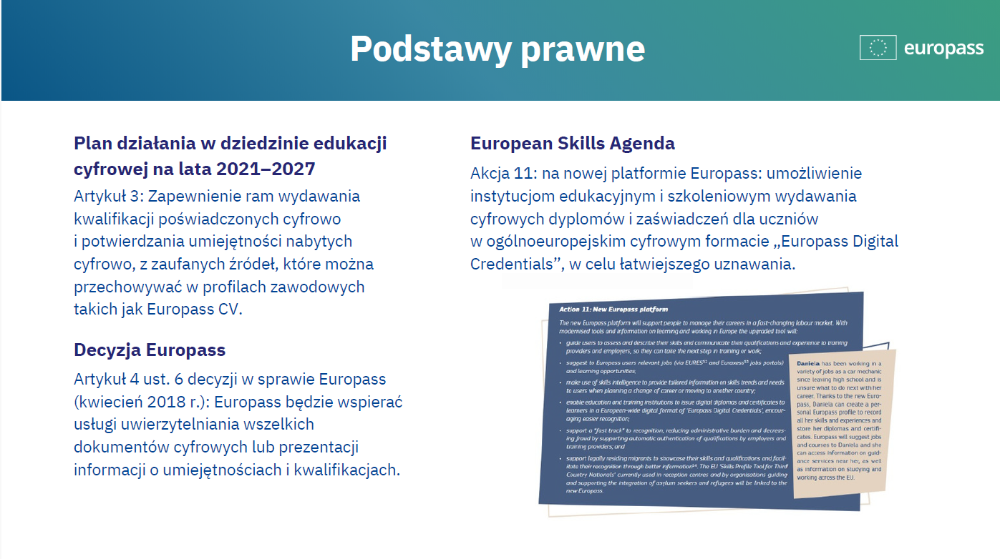 Podstawy prawne
europass
Plan działania w dziedzinie edukacji
cyfrowej na lata 2021–2027
Artykuł 3: Zapewnienie ram wydawania
kwalifikacji poświadczonych cyfrowo
i potwierdzania umiejętności nabytych
cyfrowo, z zaufanych źródeł, które można
przechowywać w profilach zawodowych
takich jak Europass CV.
Decyzja Europass
Artykuł 4 ust. 6 decyzji w sprawie Europass
(kwiecień 2018 r.): Europass będzie wspierać
usługi uwierzytelniania wszelkich
dokumentów cyfrowych lub prezentacji
informacji o umiejętnościach i kwalifikacjach.
European Skills Agenda
Akcja 11: na nowej platformie Europass: umożliwienie
instytucjom edukacyjnym i szkoleniowym wydawania
cyfrowych dyplomów i zaświadczeń dla uczniów
w ogólnoeuropejskim cyfrowym formacie „Europass Digital
Credentials”, w celu łatwiejszego uznawania.
Action 11: New Europass platform
The new Europass platform will support people to manage their careers in a fast-changing labour market. With
modernised tools and information on learning and working in Europe the upgraded tool will:
• guide users to assess and describe their skills and communicate their qualifications and experience to training
providers and employers, so they can take the next step in training or work;
• suggest to Europass users relevant jobs (via EURES⁵² and Euraxess⁵³ jobs portals)
and learning opportunities;
• make use of skills intelligence to provide tailored information on skills trends and needs
to users when planning a change of career or moving to another country;
• enable education and training institutions to issue digital diplomas and certificates to
learners in a European-wide digital format of ‘Europass Digital Credentials’, encour-
aging easier recognition;
• support a “fast track” to recognition, reducing administrative burden and decreas-
ing fraud by supporting automatic authentication of qualifications by employers and
training providers; and
• support legally residing migrants to showcase their skills and qualifications and facil-
itate their recognition through better information⁵⁴. The EU ‘Skills Profile Tool for Third
Country Nationals’ currently used in reception centres and by organisations guiding
and supporting the integration of asylum seekers and refugees will be linked to the
new Europass.
Daniela has been working in a
variety of jobs as a car mechanic
since leaving high school and is
unsure what to do next with her
career. Thanks to the new Euro-
pass, Daniela can create a per-
sonal Europass profile to record
all her skills and experiences and
store her diplomas and certifi-
cates. Europass will suggest jobs
and courses to Daniela and she
can access information on guid-
ance services near her, as well
as information on studying and
working across the EU.